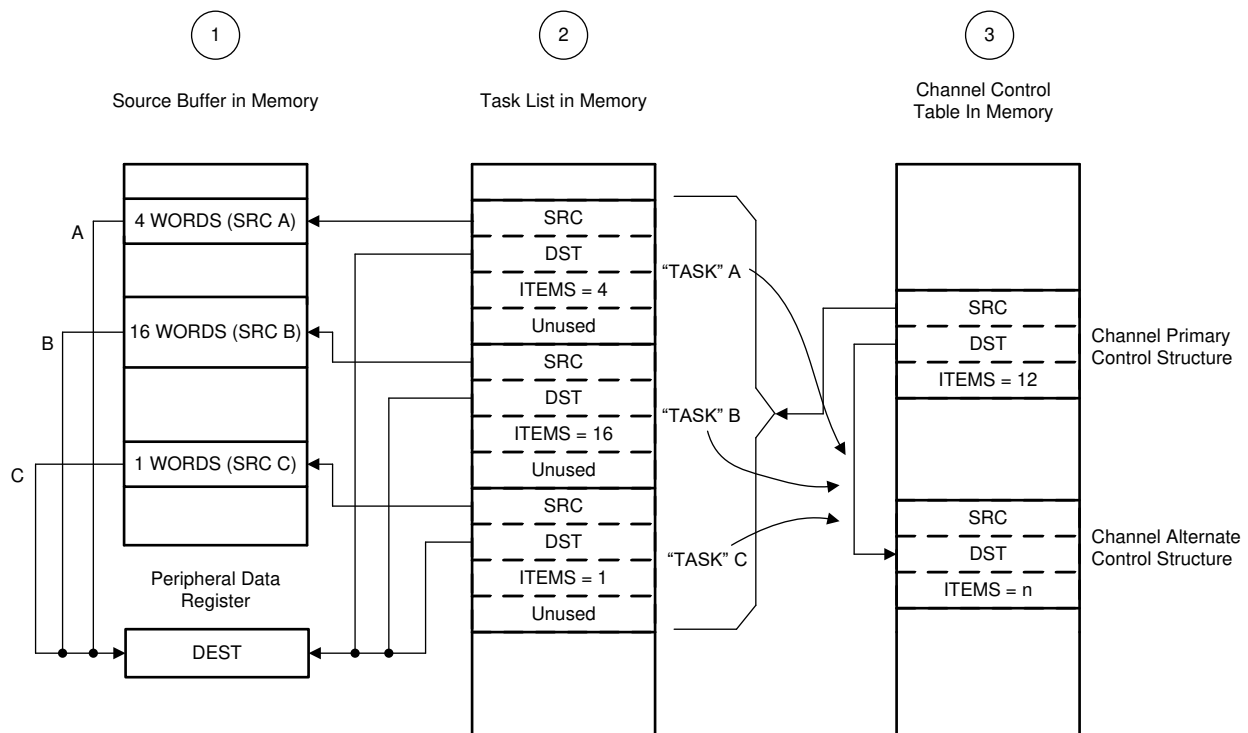 1
2
3
Source Buffer in Memory
Task List in Memory
Channel Control
Table In Memory
A
4 WORDS (SRC A)
B
16 WORDS (SRC B)
C
1 WORDS (SRC C)
Peripheral Data
Register
DEST
SRC
DST
ITEMS = 4
Unused
SRC
DST
ITEMS = 16
Unused
SRC
DST
ITEMS = 1
Unused
“TASK” A
“TASK” B
“TASK” C
SRC
DST
ITEMS = 12
Channel Primary
Control Structure
SRC
DST
ITEMS = n
Channel Alternate
Control Structure